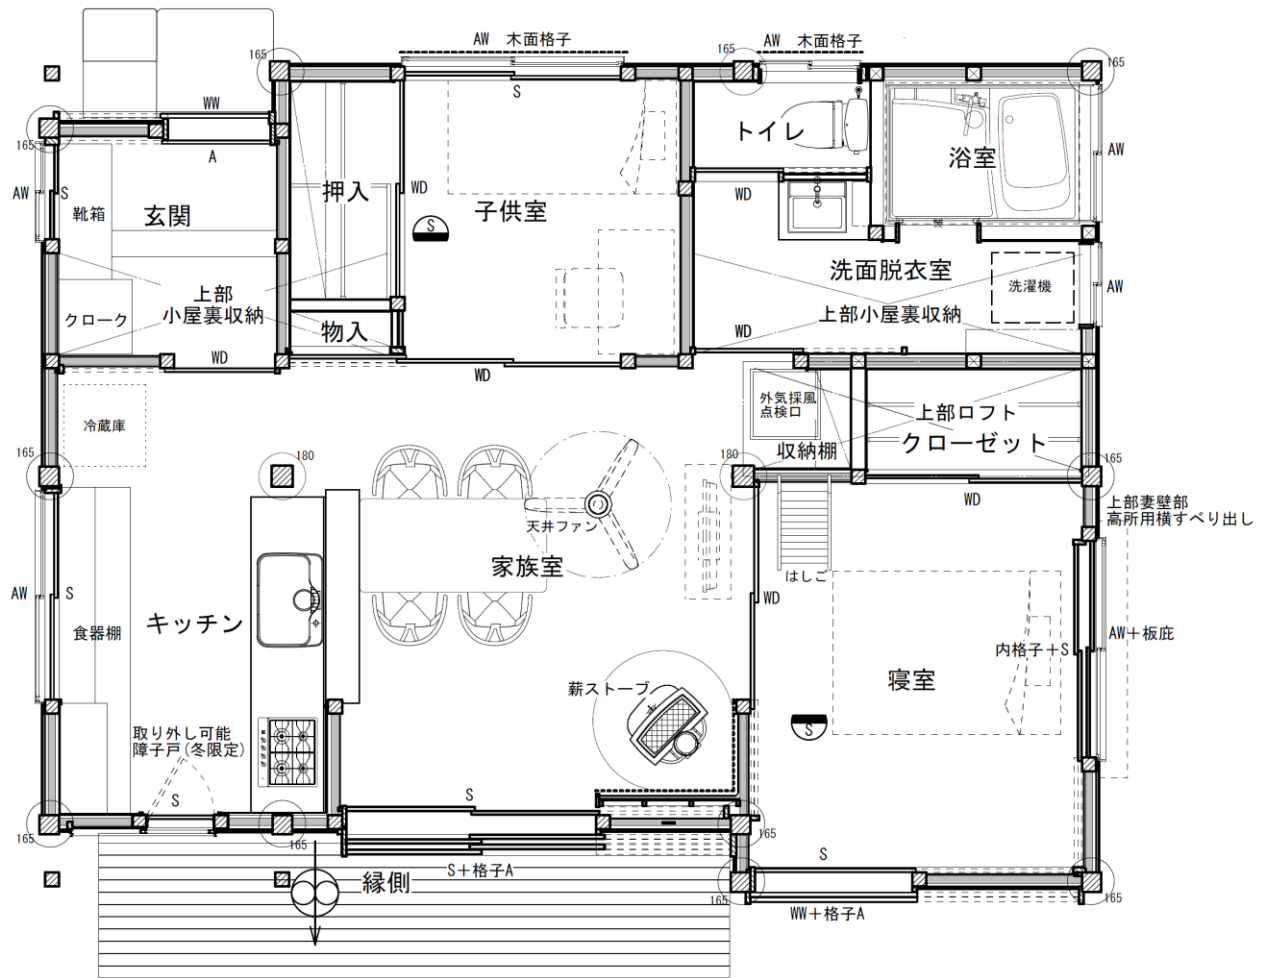 AW 木面格子
AW 木面格子
165
165
165
WW
A
165
AW
S
靴箱
玄関
押入
WD
S
S
子供室
トイレ
WD
浴室
AW
洗面脱衣室
洗濯機
AW
上部
小屋裏収納
クローク
物入
WD
WD
WD
上部小屋裏収納
冷蔵庫
外気採風
点検口
収納棚
上部ロフト
クローゼット
165
180
180
165
WD
上部妻壁部
高所用横すべり出し
天井ファン
家族室
はしご
WD
AW
S
食器棚
キッチン
AW+板庇
内格子+S
寝室
薪ストーブ
取り外し可能
障子戸(冬限定)
S
S
S
165
165
165
S
S+格子A
縁側
165
165
WW+格子A